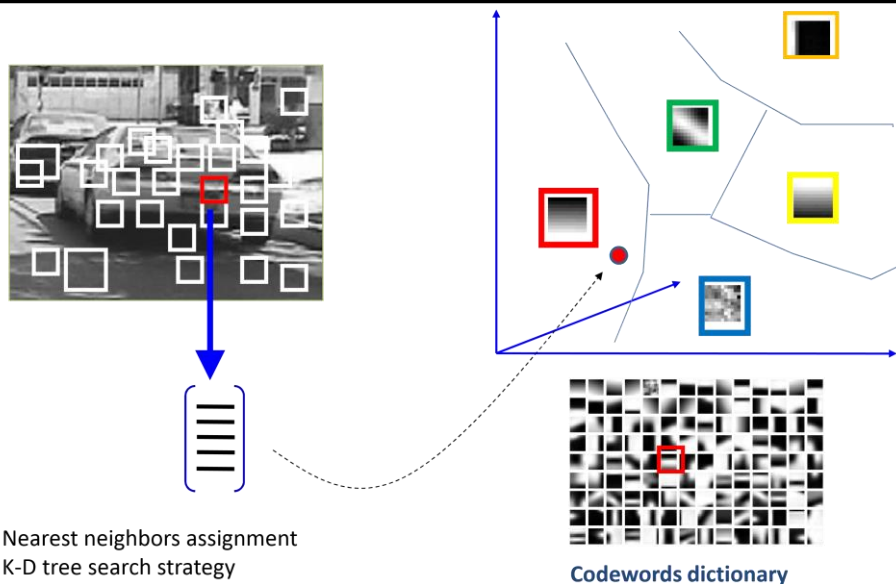 Nearest neighbors assignment
K-D tree search strategy
Codewords dictionary